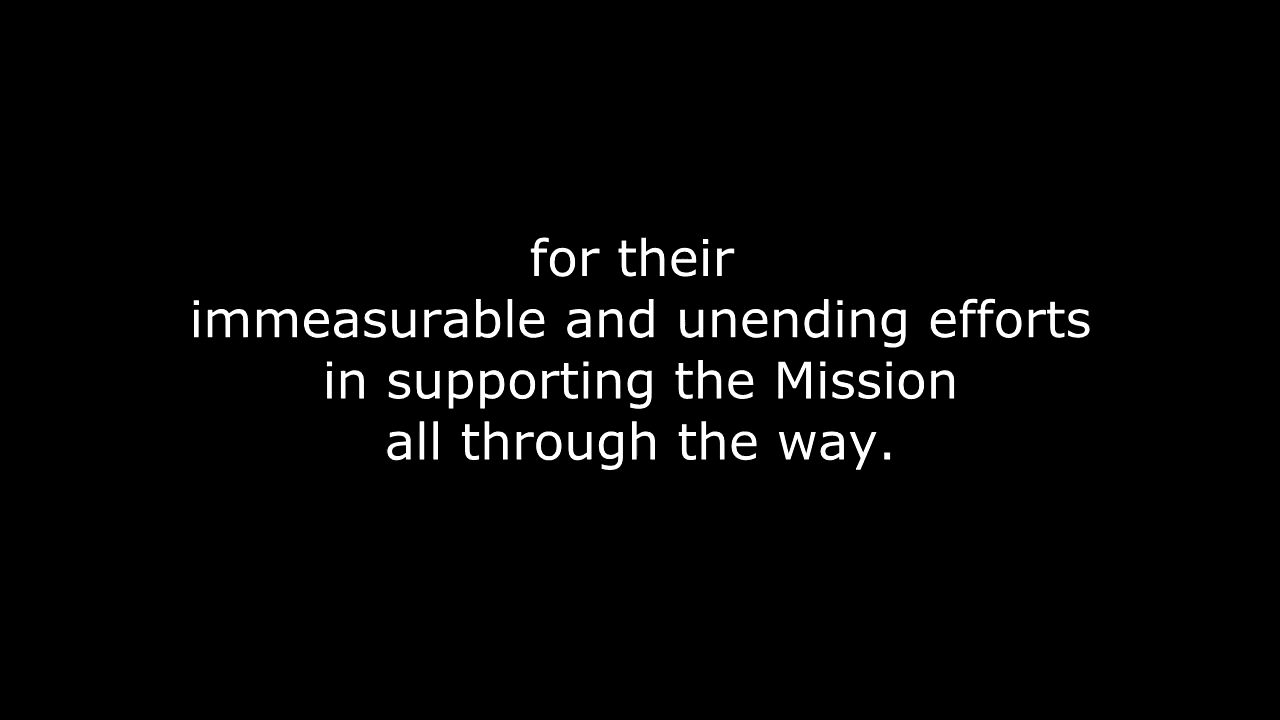 for their
immeasurable and unending efforts
in supporting the Mission
all through the way.